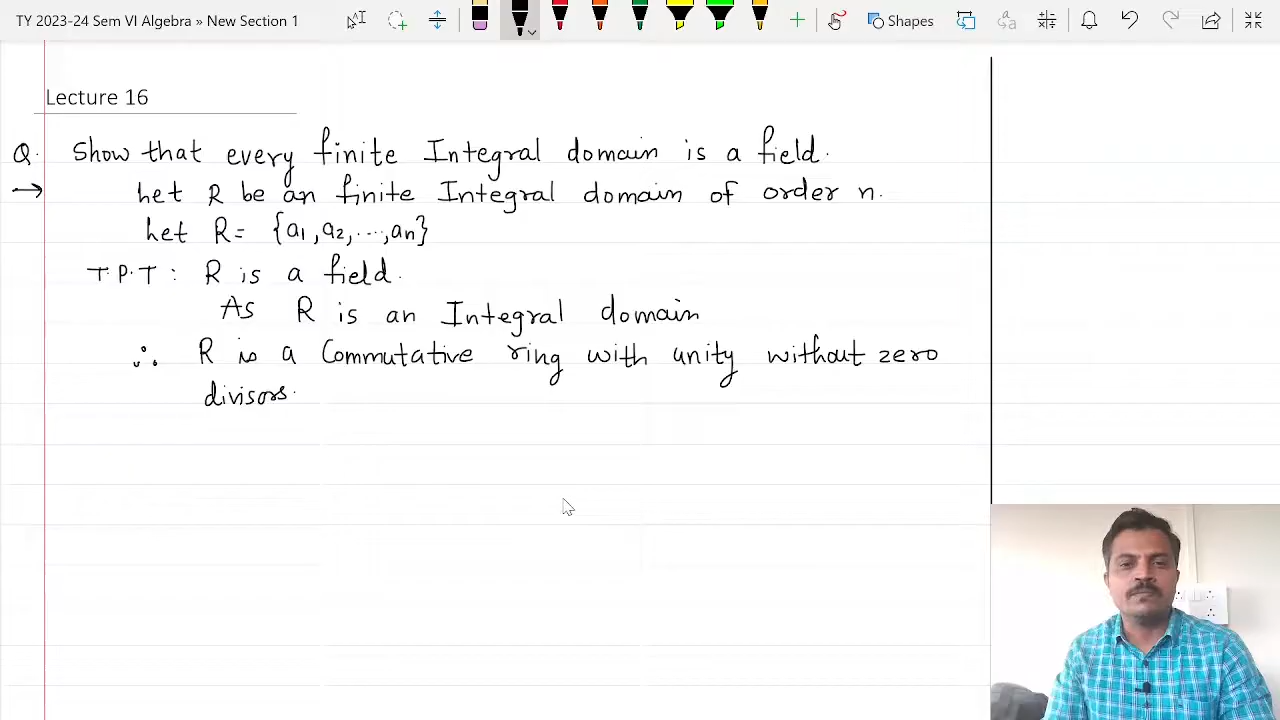 TY 2023-24 Sem VI Algebra » New Section 1
Shapes
Lecture 16
Q. Show that every finite Integral domain is a field.
→ Let R be an finite Integral domain of order n.
Let R = {a1, a2, ..., an}
T.P.T : R is a field.
As R is an Integral domain
∴ R is a Commutative ring with unity without zero
divisors.